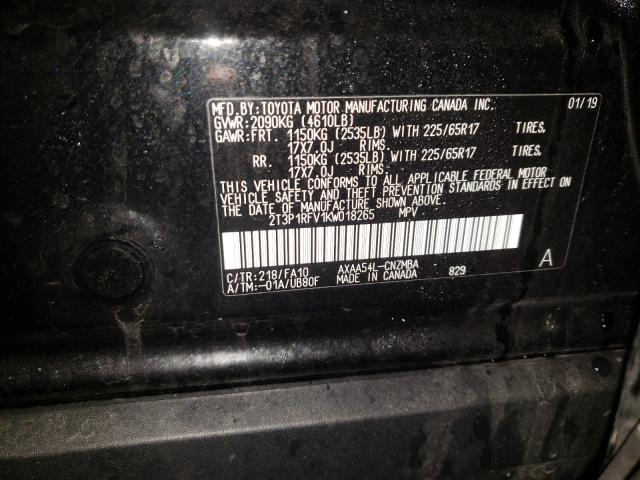 MFD.BY:TOYOTA MOTOR MANUFACTURING CANADA INC. 01/19
GVWR:2090KG (4610LB)
GAWR:FRT. 1150KG (2535LB) WITH 225/65R17 TIRES,
17X7.0J RIMS.
RR. 1150KG (2535LB) WITH 225/65R17 TIRES,
17X7.0J RIMS.
THIS VEHICLE CONFORMS TO ALL APPLICABLE FEDERAL MOTOR
VEHICLE SAFETY AND THEFT PREVENTION STANDARDS IN EFFECT ON
THE DATE OF MANUFACTURE SHOWN ABOVE.
2T3P1RFV1KW018265 MPV
C/TR:218/FA10 AXAA54L-CNZMBA A
A/TM:-01A/UB80F MADE IN CANADA 829